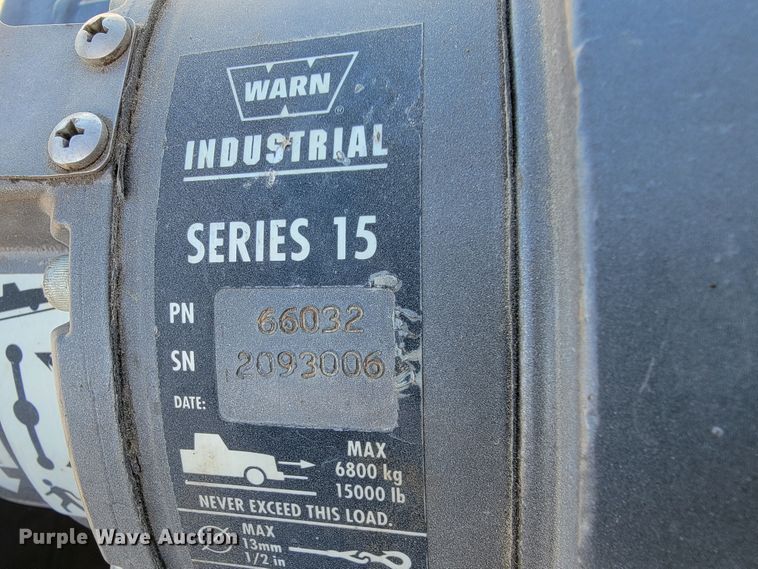 WARN
®
INDUSTRIAL
SERIES 15
PN 66032
SN 2093006
DATE:
MAX
6800 kg
15000 lb
NEVER EXCEED THIS LOAD.
MAX
13mm
1/2 in
Purple Wave Auction